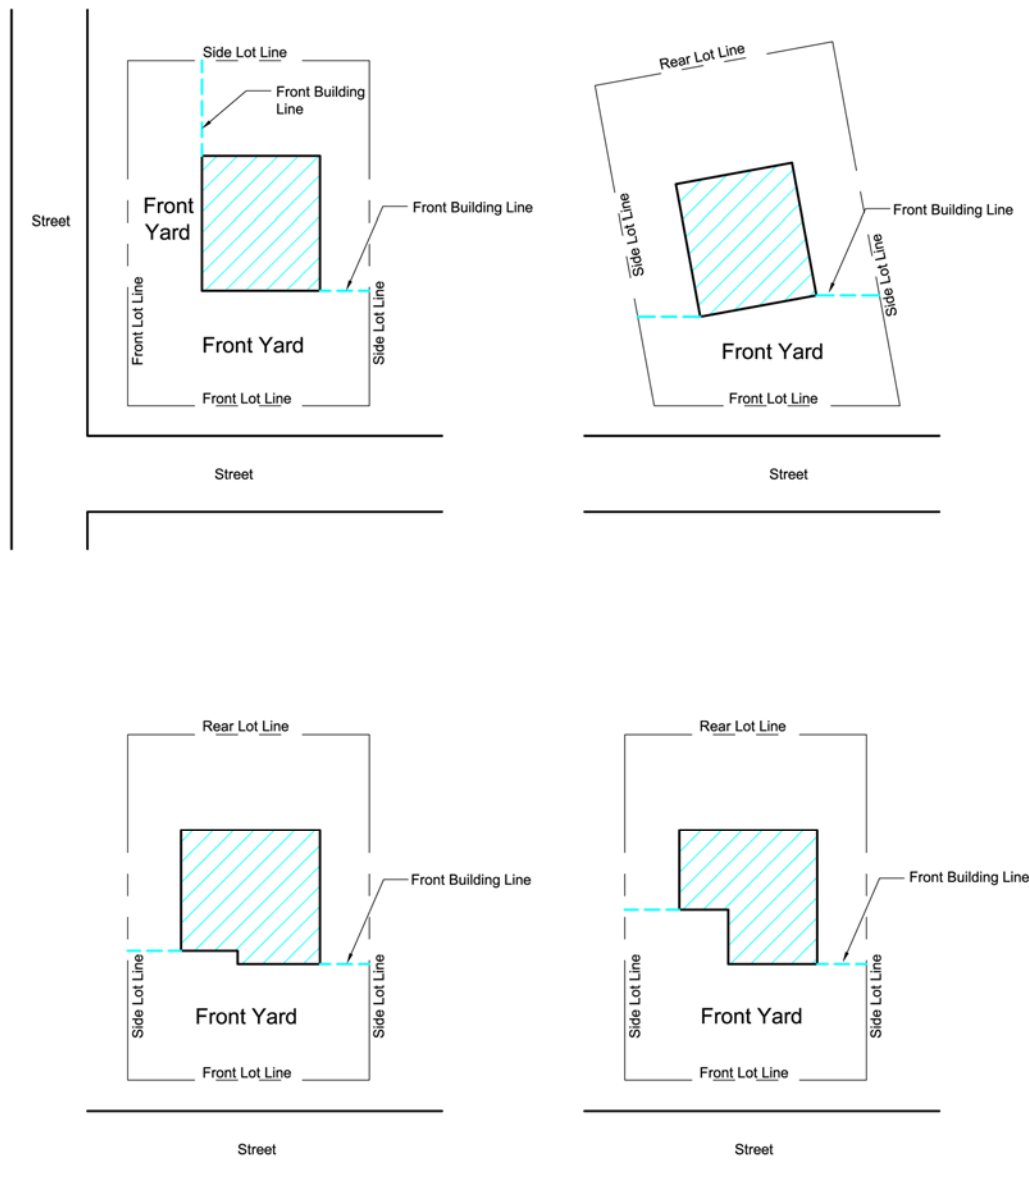 Side Lot Line
Front Building
Line
Front
Yard
Street
Front Building Line
Front Lot Line
Side Lot Line
Front Yard
Front Lot Line
Street
Rear Lot Line
Side Lot Line
Front Building Line
Side Lot Line
Front Yard
Front Lot Line
Street
Rear Lot Line
Front Building Line
Side Lot Line
Side Lot Line
Front Yard
Front Lot Line
Street
Rear Lot Line
Front Building Line
Side Lot Line
Side Lot Line
Front Yard
Front Lot Line
Street